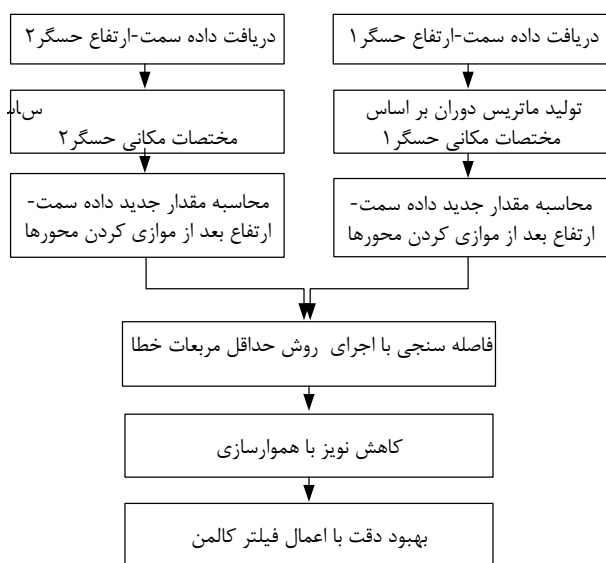 دریافت داده سمت-ارتفاع حسگر۱
تولید ماتریس دوران بر اساس
مختصات مکانی حسگر۱
محاسبه مقدار جدید داده سمت-
ارتفاع بعد از موازی کردن محورها
دریافت داده سمت-ارتفاع حسگر۲
مختصات مکانی حسگر۲
محاسبه مقدار جدید داده سمت-
ارتفاع بعد از موازی کردن محورها
فاصله سنجی با اجرای روش حداقل مربعات خطا
کاهش نویز با هموارسازی
بهبود دقت با اعمال فیلتر کالمن